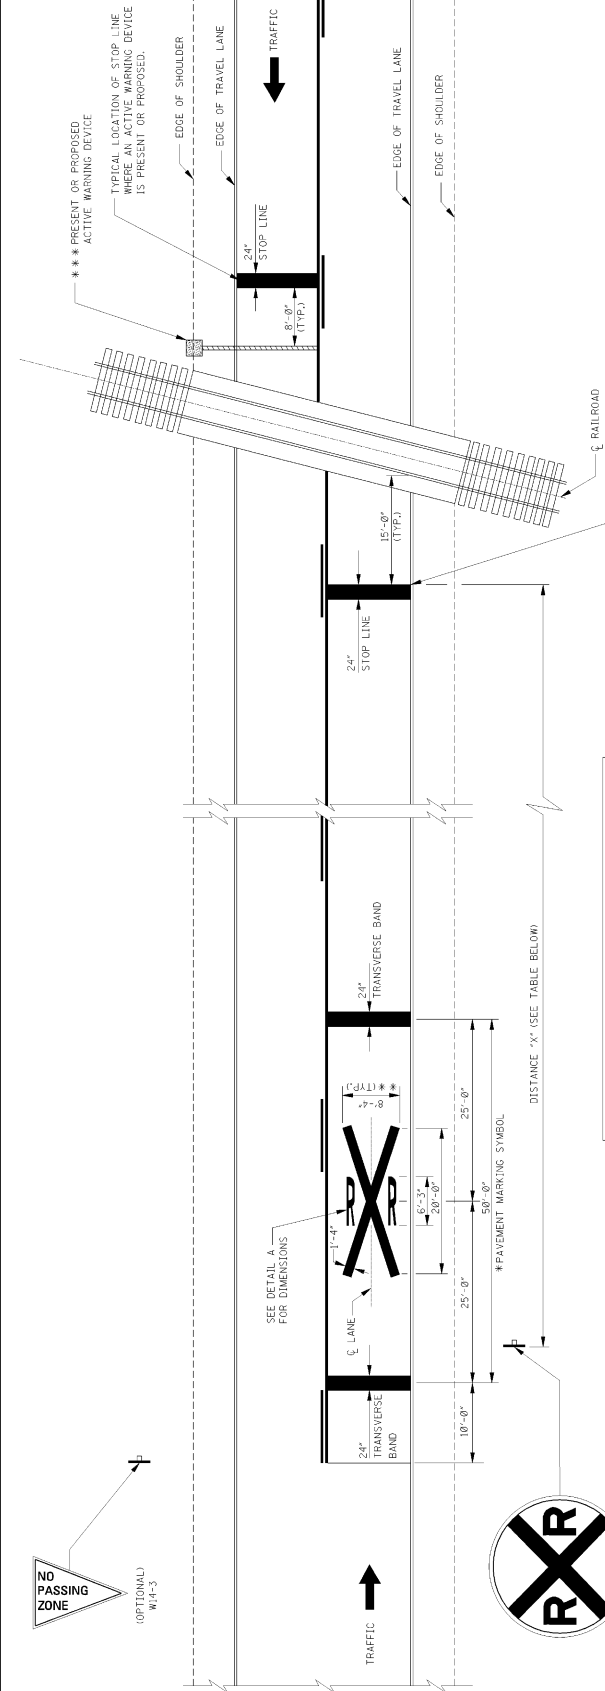 TRAFFIC
TYPICAL LOCATION OF STOP LINE
WHERE AN ACTIVE WARNING DEVICE
IS PRESENT OR PROPOSED.
EDGE OF SHOULDER
EDGE OF TRAVEL LANE
***PRESENT OR PROPOSED
ACTIVE WARNING DEVICE
EDGE OF TRAVEL LANE
EDGE OF SHOULDER
24"
STOP LINE
8'-0"
(TYP.)
℄ RAILROAD
15'-0"
(TYP.)
24"
STOP LINE
24"
TRANSVERSE BAND
DISTANCE "X" (SEE TABLE BELOW)
8'-4"
**(TYP.)
R
R
SEE DETAIL A
FOR DIMENSIONS
1'-4"
℄ LANE
6'-3"
20'-0"
25'-0"
25'-0"
50'-0"
*PAVEMENT MARKING SYMBOL
24"
TRANSVERSE
BAND
10'-0"
NO
PASSING
ZONE
(OPTIONAL)
W14-3
TRAFFIC
R
R